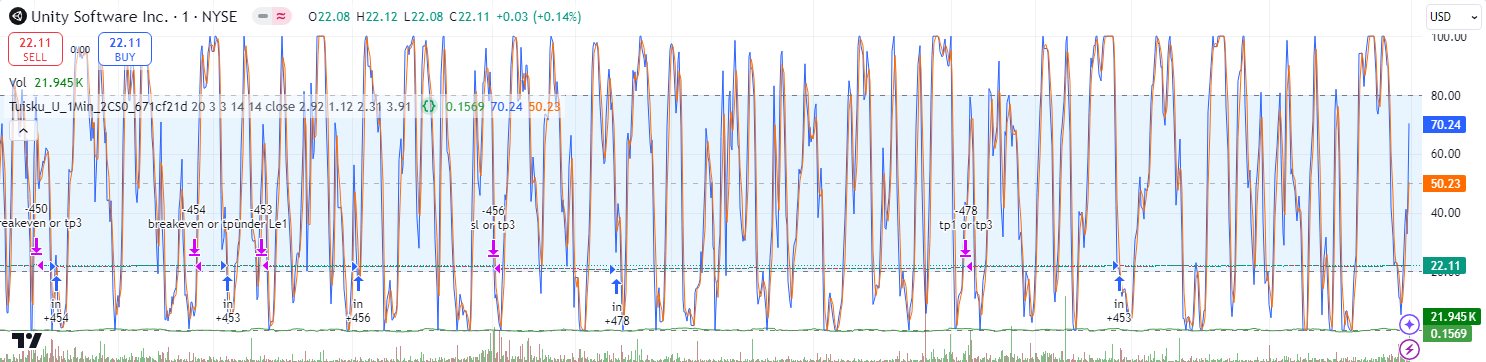 Unity Software Inc. · 1 · NYSE O22.08 H22.12 L22.08 C22.11 +0.03 (+0.14%)
USD
22.11 SELL 0.00 22.11 BUY
Vol 21.945K
Tuisku_U_1Min_2CS0_671cf21d 20 3 3 14 14 close 2.92 1.12 2.31 3.91 0.1569 70.24 50.23
100.00
80.00
70.24
60.00
50.23
40.00
22.11
20.00
21.945K
0.1569
-450
reakeven or tp3
in
+454
-454
breakeven or tp
in
+453
-453
under Le1
in
+456
-456
sl or tp3
in
+478
-478
tp1 or tp3
in
+453